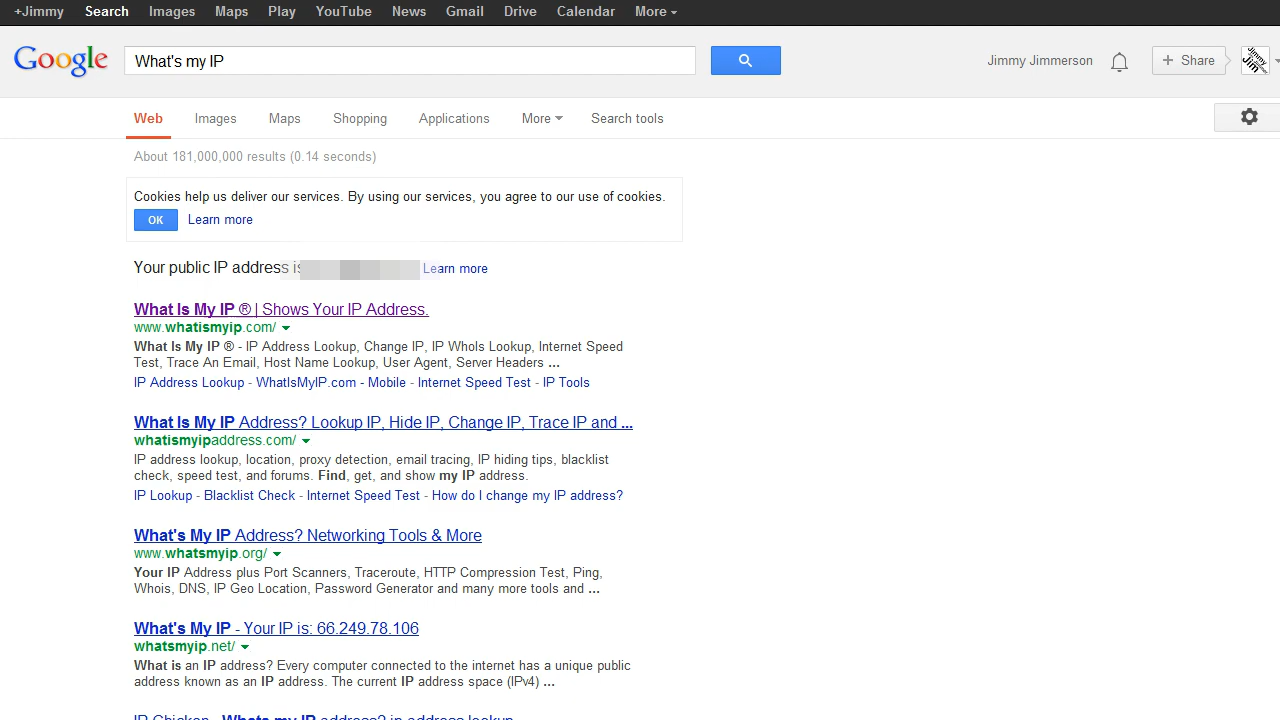 +Jimmy Search Images Maps Play YouTube News Gmail Drive Calendar More
Google What's my IP Jimmy Jimmerson + Share
Web Images Maps Shopping Applications More Search tools
About 181,000,000 results (0.14 seconds)
Cookies help us deliver our services. By using our services, you agree to our use of cookies.
OK Learn more
Your public IP address is Learn more
What Is My IP ® | Shows Your IP Address.
www.whatismyip.com/
What Is My IP ® - IP Address Lookup, Change IP, IP WhoIs Lookup, Internet Speed
Test, Trace An Email, Host Name Lookup, User Agent, Server Headers ...
IP Address Lookup - WhatIsMyIP.com - Mobile - Internet Speed Test - IP Tools
What Is My IP Address? Lookup IP, Hide IP, Change IP, Trace IP and ...
whatismyipaddress.com/
IP address lookup, location, proxy detection, email tracing, IP hiding tips, blacklist
check, speed test, and forums. Find, get, and show my IP address.
IP Lookup - Blacklist Check - Internet Speed Test - How do I change my IP address?
What's My IP Address? Networking Tools & More
www.whatsmyip.org/
Your IP Address plus Port Scanners, Traceroute, HTTP Compression Test, Ping,
Whois, DNS, IP Geo Location, Password Generator and many more tools and ...
What's My IP - Your IP is: 66.249.78.106
whatsmyip.net/
What is an IP address? Every computer connected to the internet has a unique public
address known as an IP address. The current IP address space (IPv4) ...
IP Chicken - Whats my IP address? ip address lookup